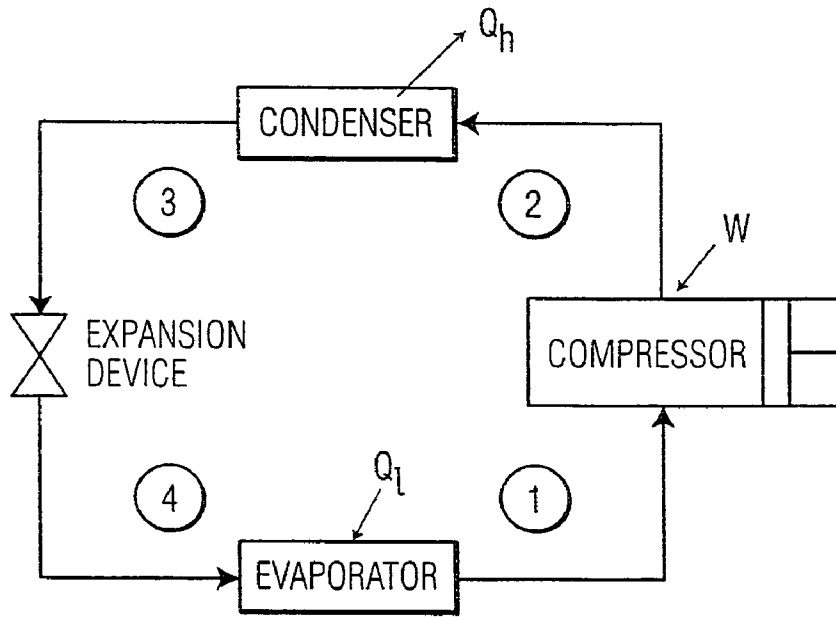 Qh
CONDENSER
3
2
W
EXPANSION
DEVICE
COMPRESSOR
4
Ql
1
EVAPORATOR